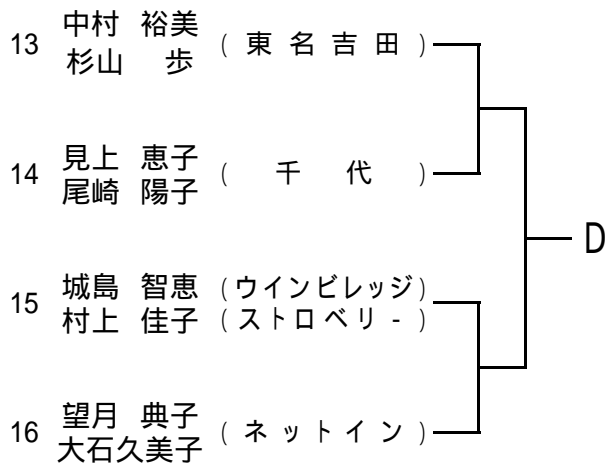 13 中村 裕美 ( 東 名 吉 田 )
杉山 歩
14 見上 恵子 ( 千 代 )
尾崎 陽子
15 城島 智恵 (ウインビレッジ)
村上 佳子 (ストロベリ-)
16 望月 典子 ( ネットイン )
大石久美子
D